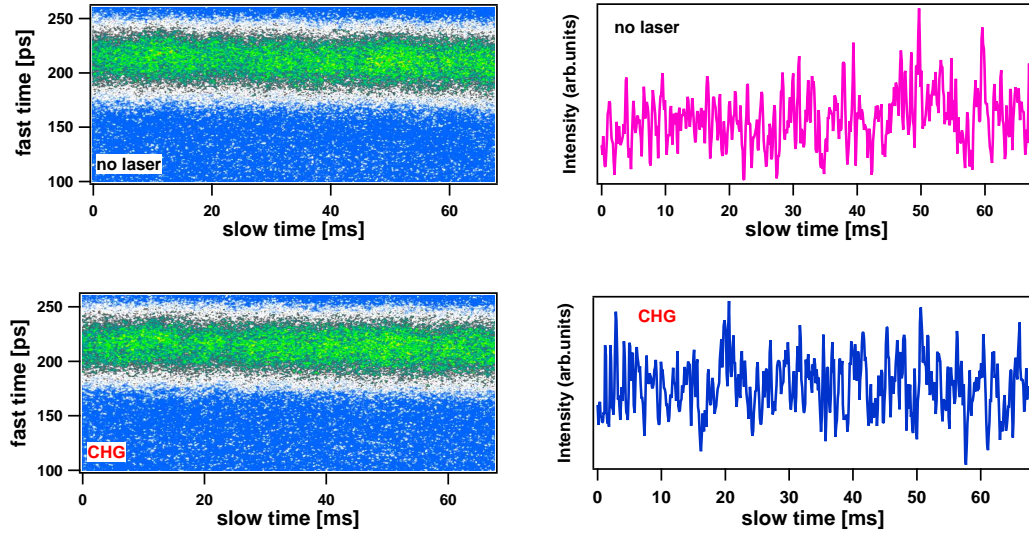 250
200
150
100
fast time [ps]
no laser
0 20 40 60
slow time [ms]
Intensity (arb.units)
no laser
0 10 20 30 40 50 60
slow time [ms]
250
200
150
100
fast time [ps]
CHG
0 20 40 60
slow time [ms]
Intensity (arb.units)
CHG
0 10 20 30 40 50 60
slow time [ms]